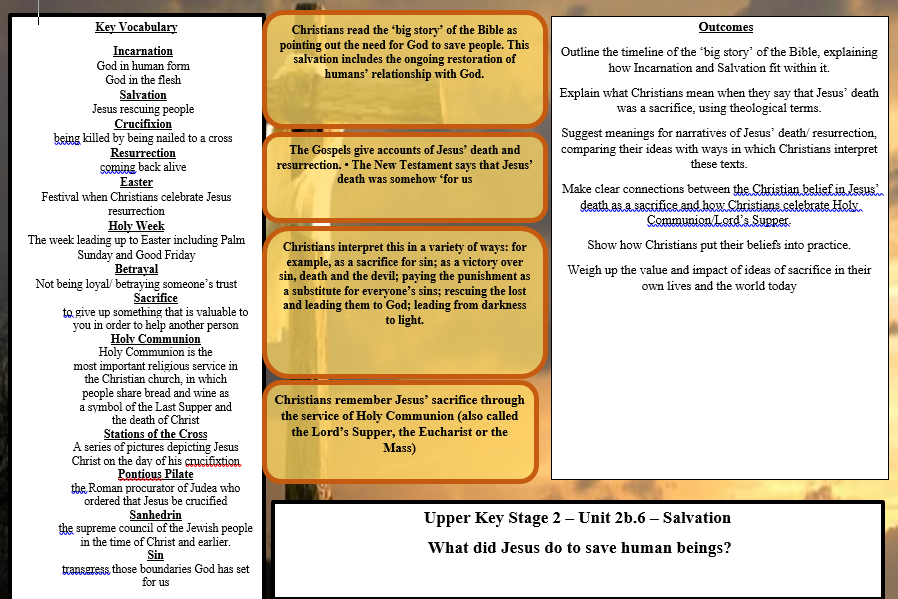 Key Vocabulary
Incarnation
God in human form
God in the flesh
Salvation
Jesus rescuing people
Crucifixion
being killed by being nailed to a cross
Resurrection
coming back alive
Easter
Festival when Christians celebrate Jesus
resurrection
Holy Week
The week leading up to Easter including Palm
Sunday and Good Friday
Betrayal
Not being loyal/ betraying someone's trust
Sacrifice
to give up something that is valuable to
you in order to help another person
Holy Communion
Holy Communion is the
most important religious service in
the Christian church, in which
people share bread and wine as
a symbol of the Last Supper and
the death of Christ
Stations of the Cross
A series of pictures depicting Jesus
Christ on the day of his crucifixtion
Pontious Pilate
the Roman procurator of Judea who
ordered that Jesus be crucified
Sanhedrin
the supreme council of the Jewish people
in the time of Christ and earlier.
Sin
transgress those boundaries God has set
for us
Christians read the ‘big story’ of the Bible as
pointing out the need for God to save people. This
salvation includes the ongoing restoration of
humans’ relationship with God.
The Gospels give accounts of Jesus’ death and
resurrection. • The New Testament says that Jesus’
death was somehow ‘for us
Christians interpret this in a variety of ways: for
example, as a sacrifice for sin; as a victory over
sin, death and the devil; paying the punishment as
a substitute for everyone’s sins; rescuing the lost
and leading them to God; leading from darkness
to light.
Christians remember Jesus’ sacrifice through
the service of Holy Communion (also called
the Lord’s Supper, the Eucharist or the
Mass)
Outcomes
Outline the timeline of the ‘big story’ of the Bible, explaining
how Incarnation and Salvation fit within it.
Explain what Christians mean when they say that Jesus’ death
was a sacrifice, using theological terms.
Suggest meanings for narratives of Jesus’ death/ resurrection,
comparing their ideas with ways in which Christians interpret
these texts.
Make clear connections between the Christian belief in Jesus’
death as a sacrifice and how Christians celebrate Holy
Communion/Lord’s Supper.
Show how Christians put their beliefs into practice.
Weigh up the value and impact of ideas of sacrifice in their
own lives and the world today
Upper Key Stage 2 – Unit 2b.6 – Salvation
What did Jesus do to save human beings?